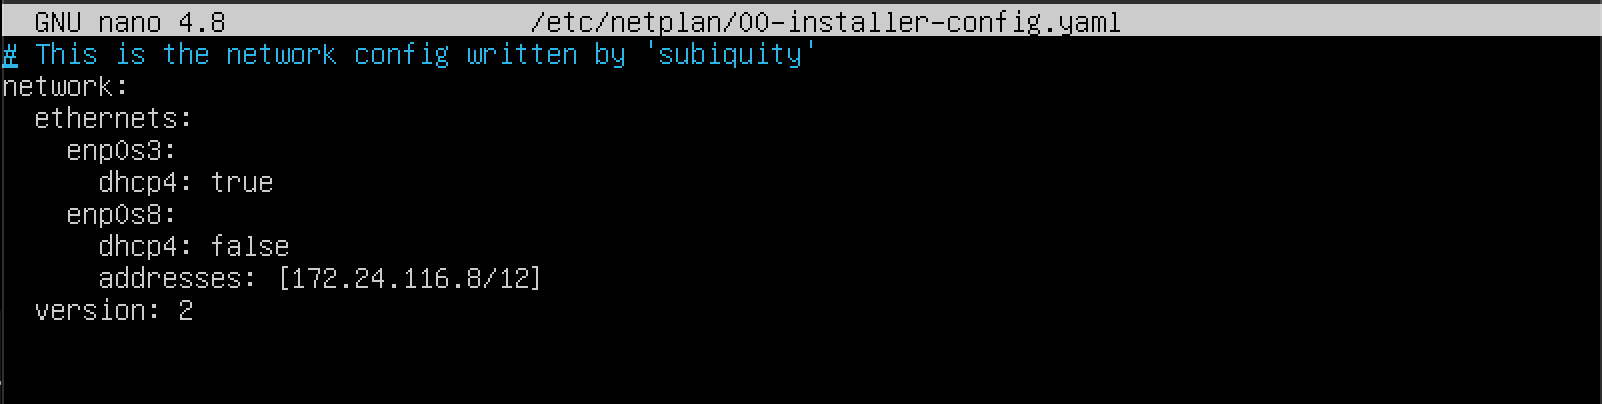 GNU nano 4.8 /etc/netplan/00-installer-config.yaml
# This is the network config written by 'subiquity'
network:
  ethernets:
    enp0s3:
      dhcp4: true
    enp0s8:
      dhcp4: false
      addresses: [172.24.116.8/12]
  version: 2